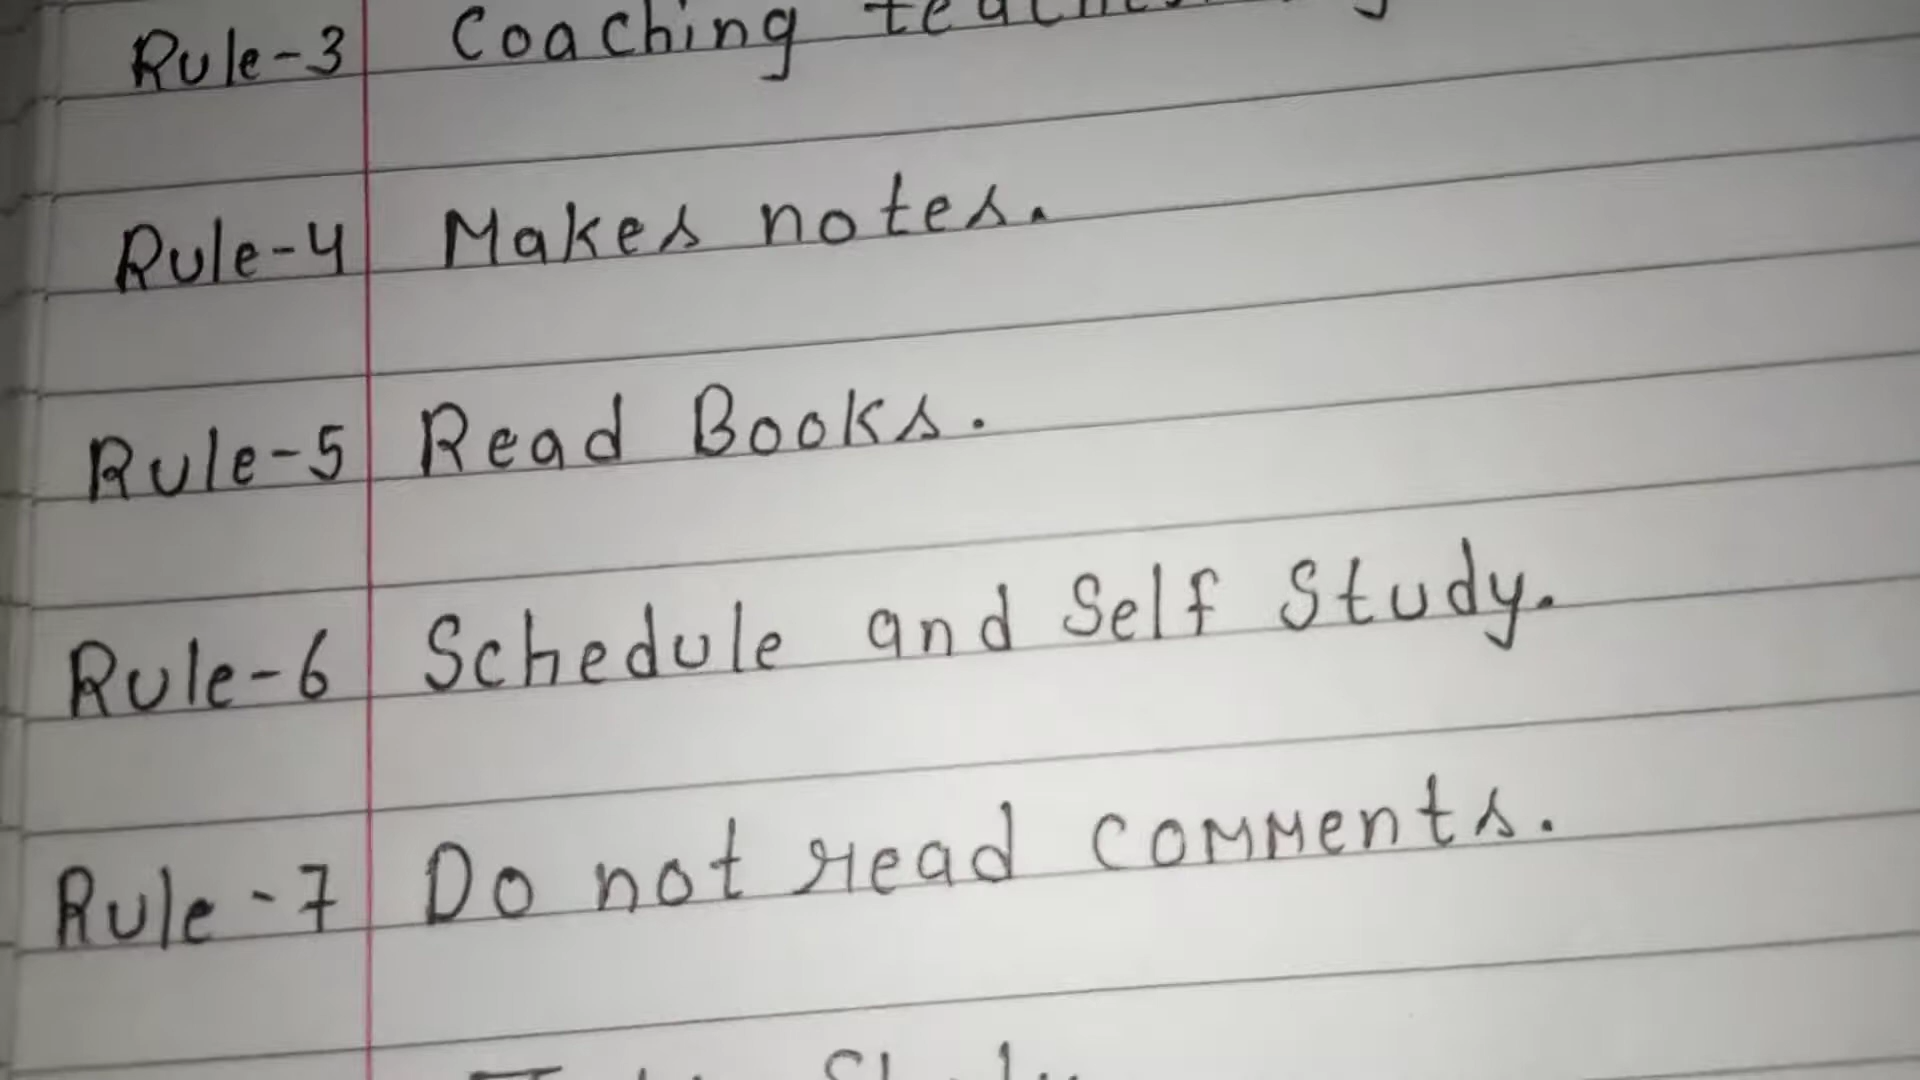 Rule-3 Coaching
Rule-4 Makes notes.
Rule-5 Read Books.
Rule-6 Schedule and Self Study.
Rule-7 Do not read comments.